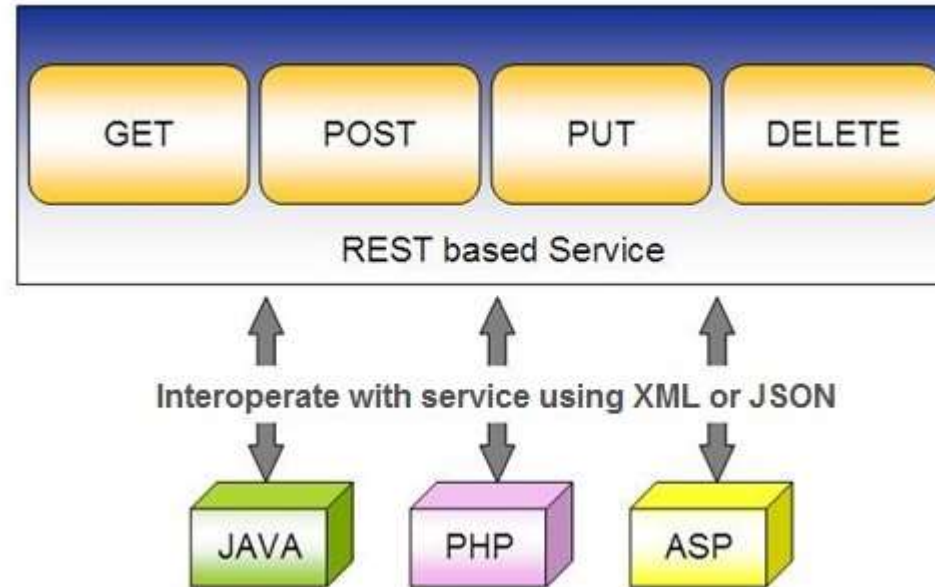 GET POST PUT DELETE
REST based Service
Interoperate with service using XML or JSON
JAVA PHP ASP